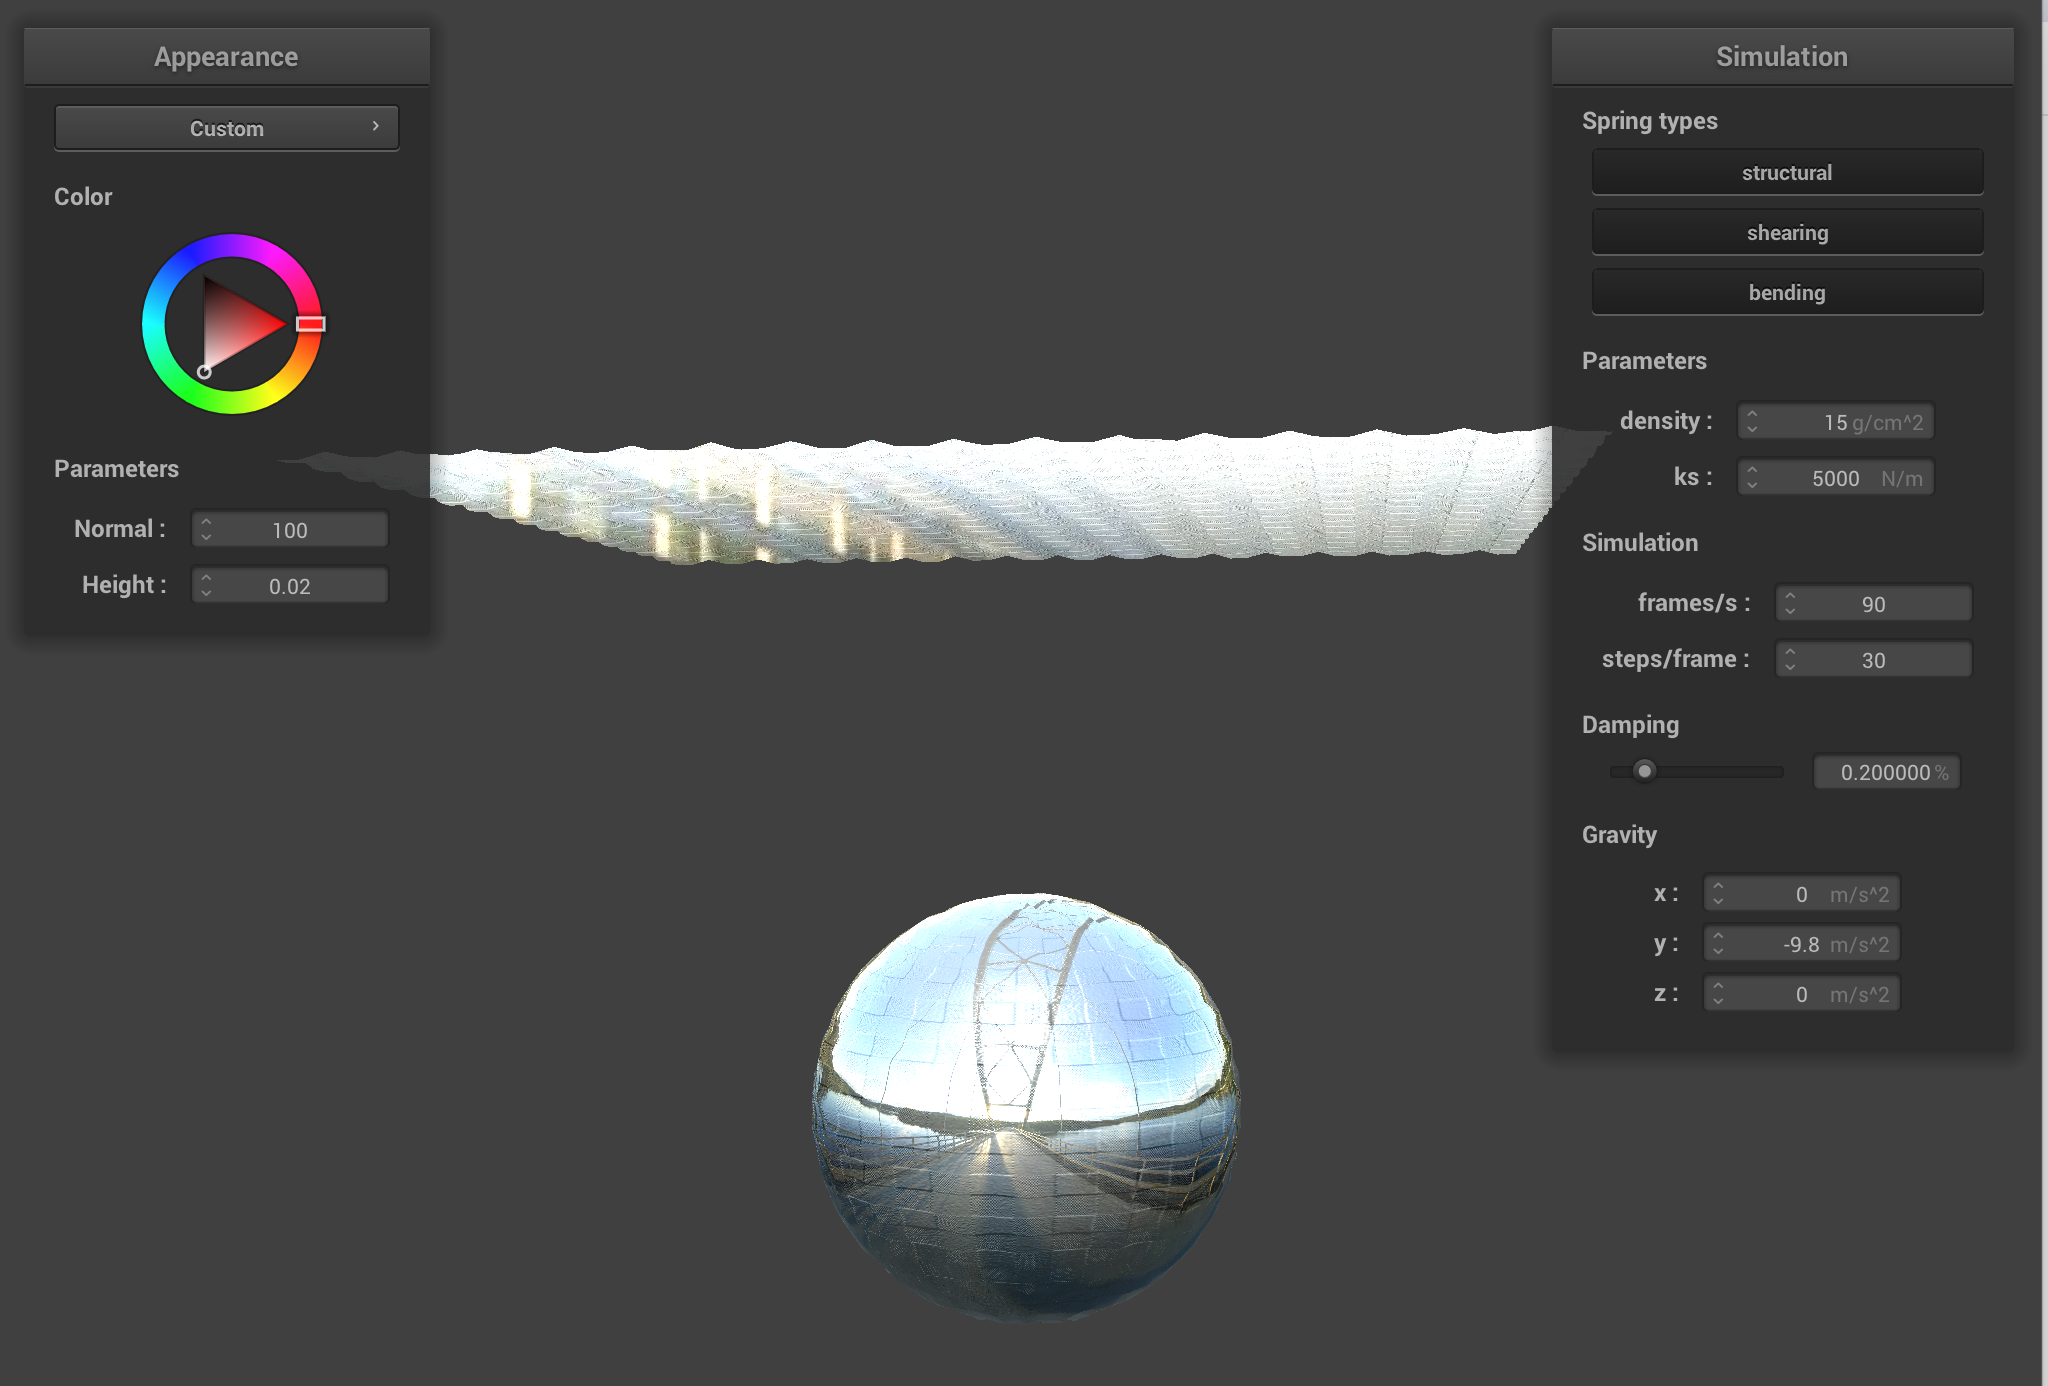 Appearance
Custom
Color
Parameters
Normal : 100
Height : 0.02
Simulation
Spring types
structural
shearing
bending
Parameters
density : 15 g/cm^2
ks : 5000 N/m
Simulation
frames/s : 90
steps/frame : 30
Damping
0.200000 %
Gravity
x : 0 m/s^2
y : -9.8 m/s^2
z : 0 m/s^2